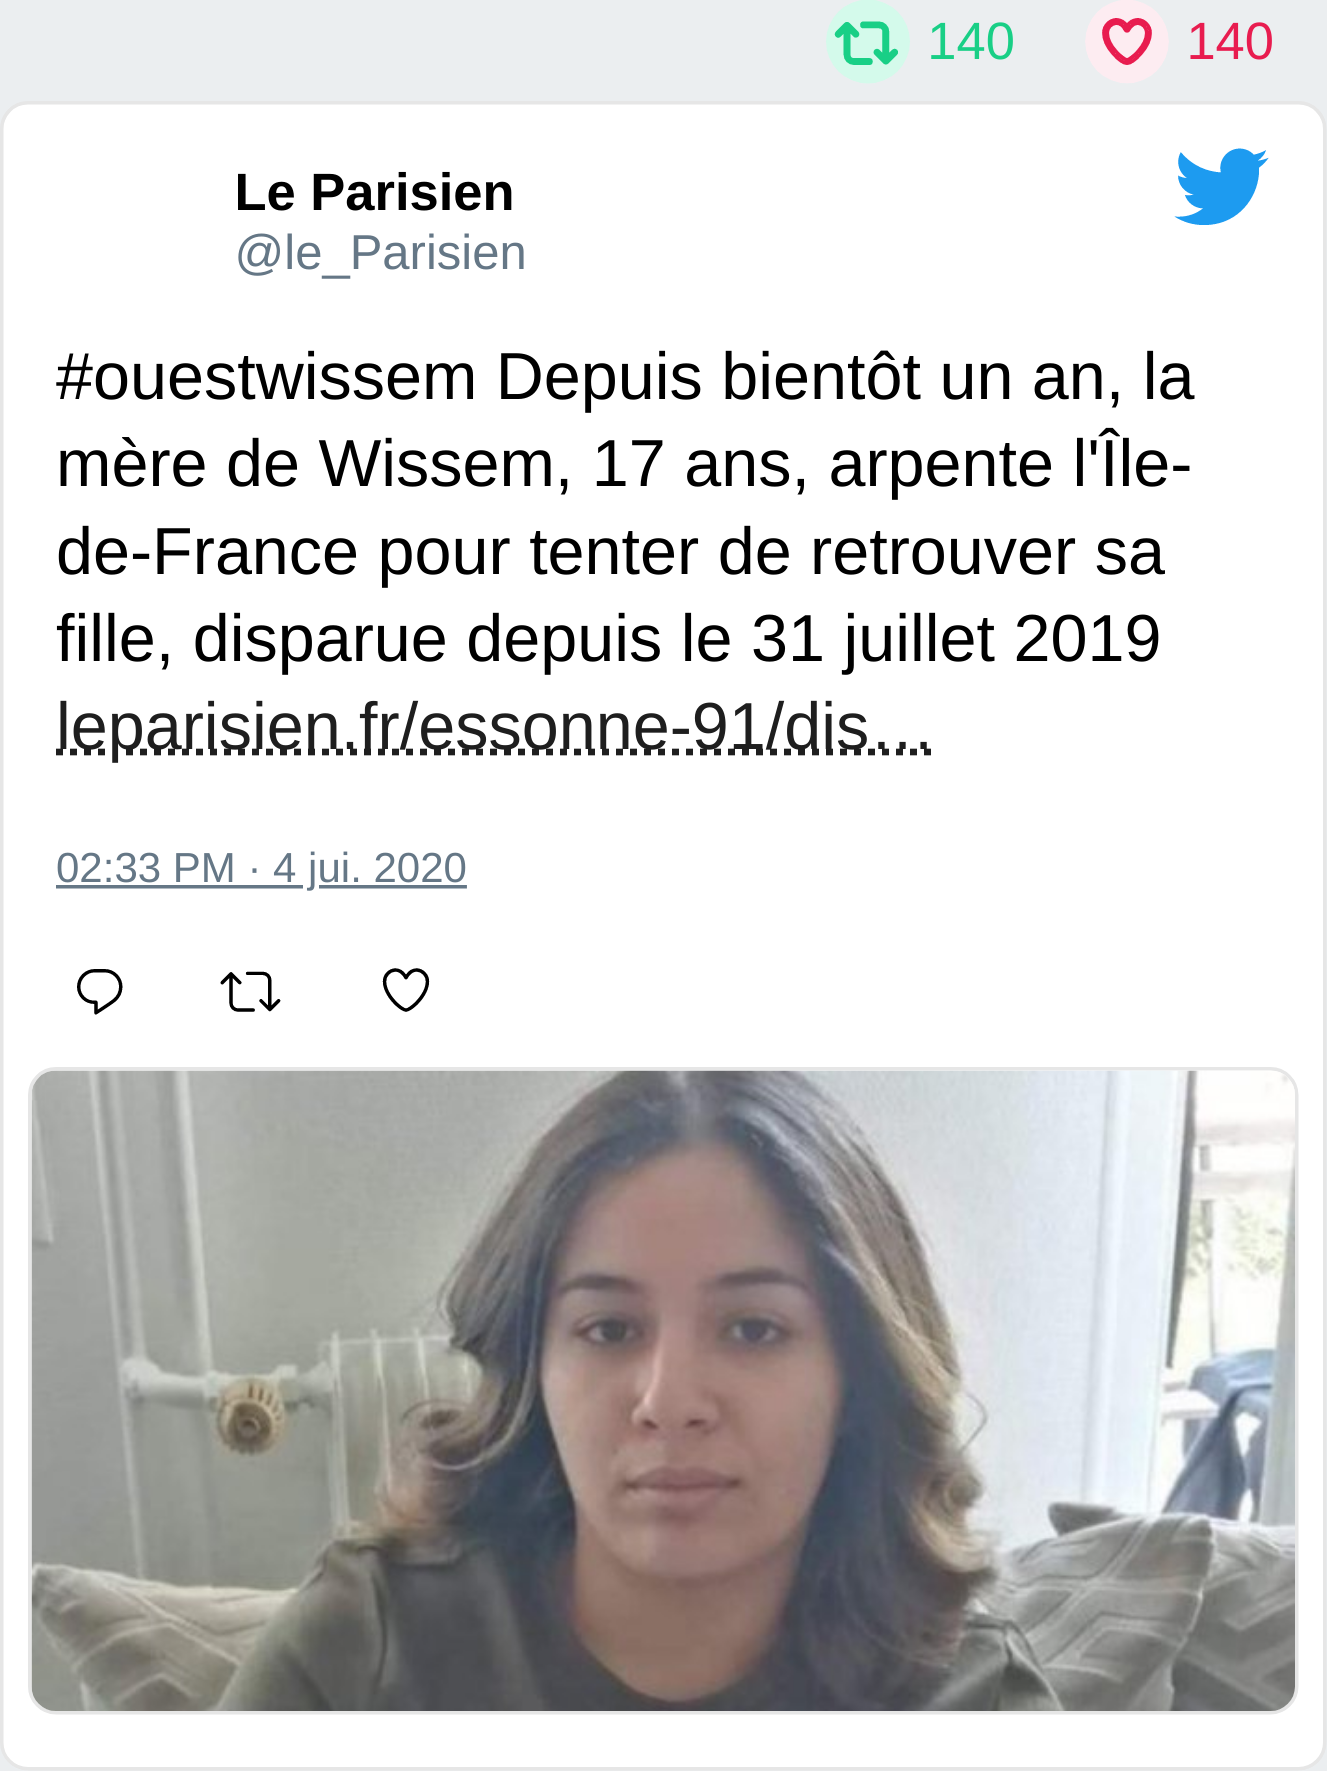 140 140
Le Parisien
@le_Parisien
#ouestwissem Depuis bientôt un an, la
mère de Wissem, 17 ans, arpente l'Île-
de-France pour tenter de retrouver sa
fille, disparue depuis le 31 juillet 2019
leparisien.fr/essonne-91/dis…
02:33 PM · 4 jui. 2020